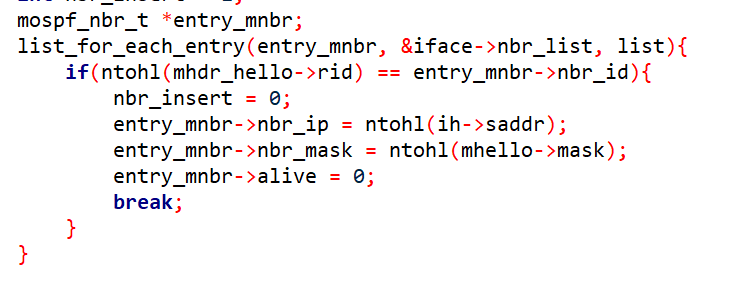 mospf_nbr_t *entry_mnbr;
list_for_each_entry(entry_mnbr, &iface->nbr_list, list){
    if(ntohl(mhdr_hello->rid) == entry_mnbr->nbr_id){
        nbr_insert = 0;
        entry_mnbr->nbr_ip = ntohl(ih->saddr);
        entry_mnbr->nbr_mask = ntohl(mhello->mask);
        entry_mnbr->alive = 0;
        break;
    }
}